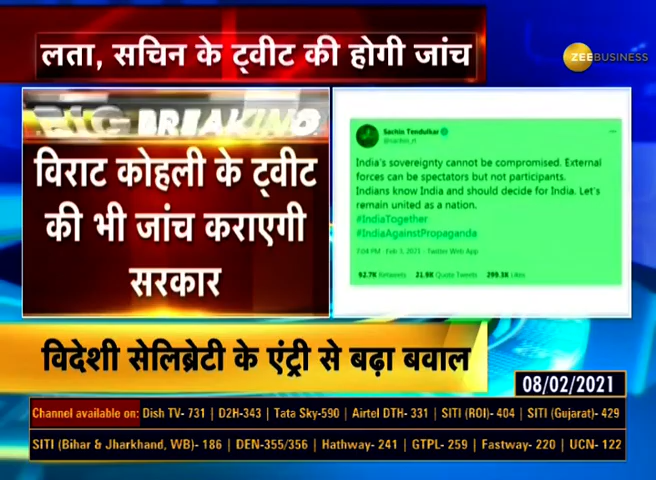 लता, सचिन के ट्वीट की होगी जांच
ZEEBUSINESS
BIG BREAKING
विराट कोहली के ट्वीट
की भी जांच कराएगी
सरकार
Sachin Tendulkar
@sachin_rt
India's sovereignty cannot be compromised. External
forces can be spectators but not participants.
Indians know India and should decide for India. Let's
remain united as a nation.
#IndiaTogether
#IndiaAgainstPropaganda
7:04 PM · Feb 3, 2021 · Twitter Web App
92.7K Retweets 21.9K Quote Tweets 299.3K Likes
विदेशी सेलिब्रेटी के एंट्री से बढ़ा बवाल
08/02/2021
Channel available on: Dish TV- 731 | D2H-343 | Tata Sky-590 | Airtel DTH- 331 | SITI (ROI)- 404 | SITI (Gujarat)- 429
SITI (Bihar & Jharkhand, WB)- 186 | DEN-355/356 | Hathway- 241 | GTPL- 259 | Fastway- 220 | UCN- 122